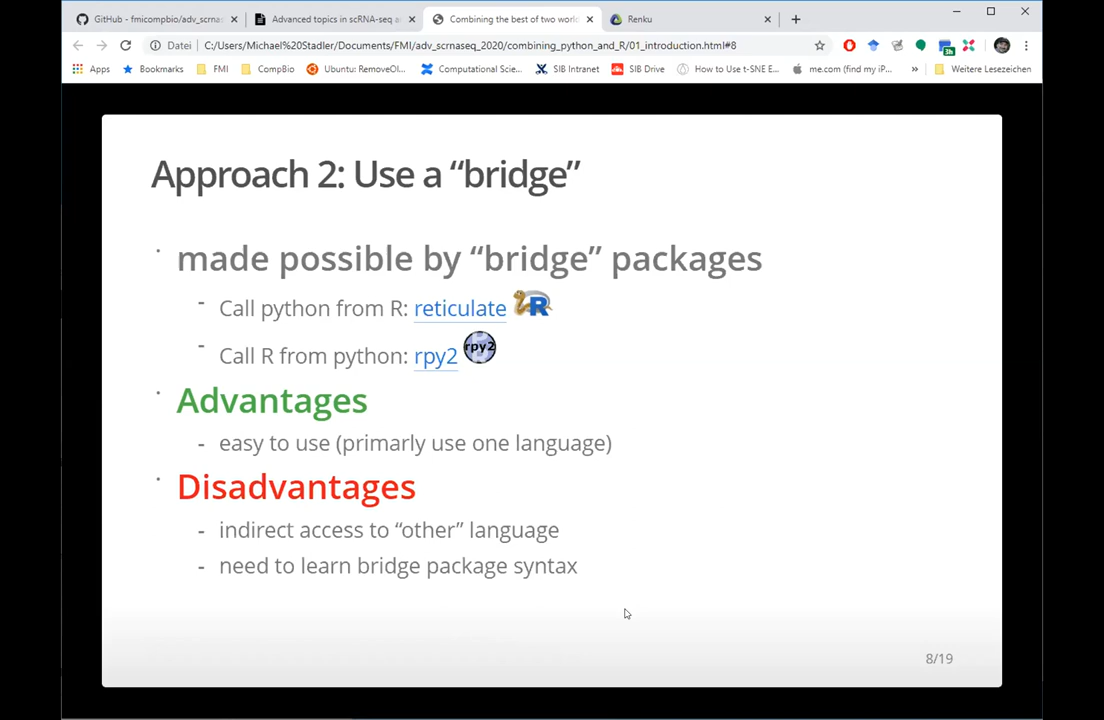 GitHub - fmicompbio/adv_scrnas
Advanced topics in scRNA-seq a
Combining the best of two worl
Renku
Datei
C:/Users/Michael%20Stadler/Documents/FMI/adv_scrnaseq_2020/combining_python_and_R/01_introduction.html#8
3h
Apps
Bookmarks
FMI
CompBio
Ubuntu: RemoveOl...
Computational Scie...
SIB Intranet
SIB Drive
How to Use t-SNE E...
me.com (find my iP...
»
Weitere Lesezeichen
Approach 2: Use a “bridge”
made possible by “bridge” packages
- Call python from R: reticulate R
- Call R from python: rpy2 rpy2
Advantages
- easy to use (primarly use one language)
Disadvantages
- indirect access to “other” language
- need to learn bridge package syntax
8/19